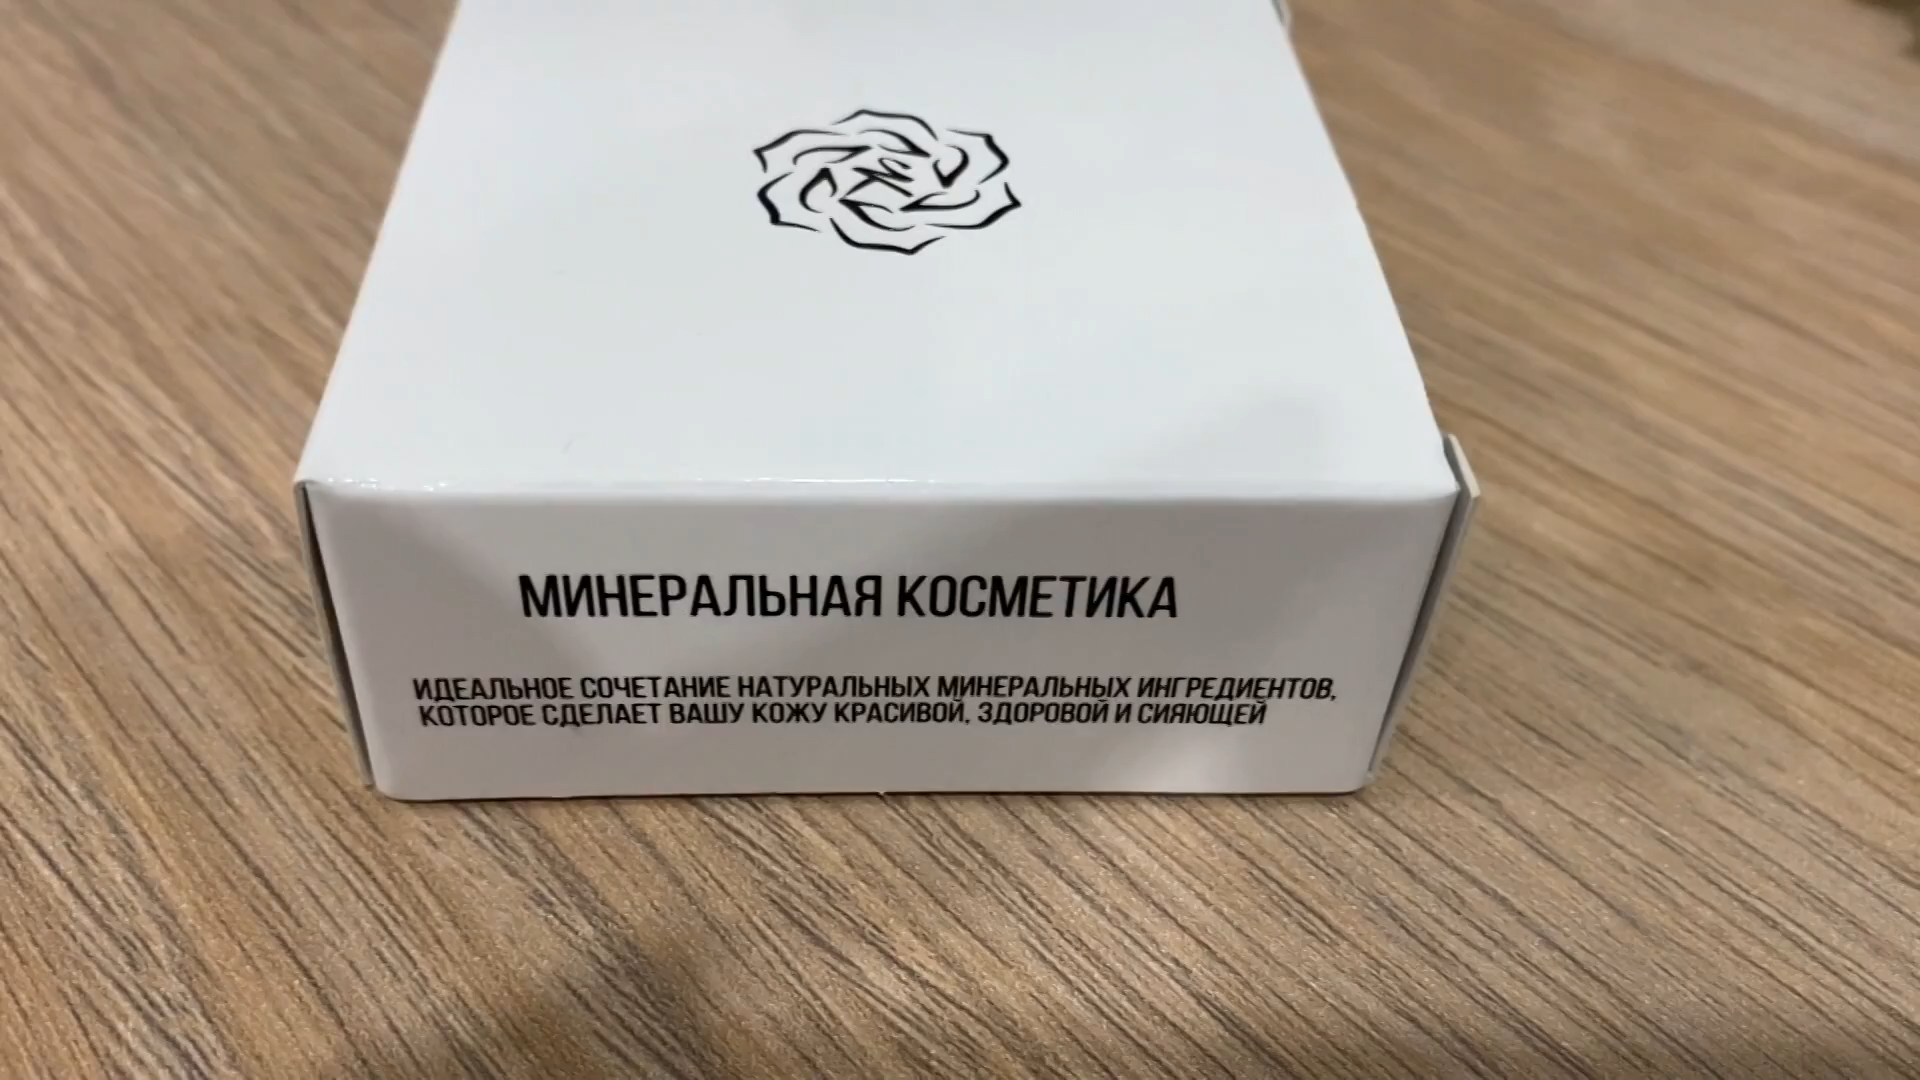 МИНЕРАЛЬНАЯ КОСМЕТИКА
ИДЕАЛЬНОЕ СОЧЕТАНИЕ НАТУРАЛЬНЫХ МИНЕРАЛЬНЫХ ИНГРЕДИЕНТОВ,
КОТОРОЕ СДЕЛАЕТ ВАШУ КОЖУ КРАСИВОЙ, ЗДОРОВОЙ И СИЯЮЩЕЙ